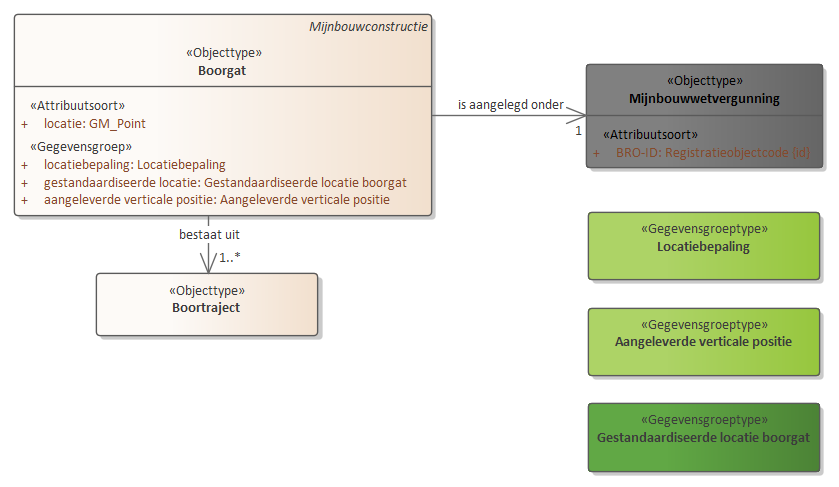 Mijnbouwconstructie
«Objecttype»
Boorgat
«Attribuutsoort»
+ locatie: GM_Point
«Gegevensgroep»
+ locatiebepaling: Locatiebepaling
+ gestandaardiseerde locatie: Gestandaardiseerde locatie boorgat
+ aangeleverde verticale positie: Aangeleverde verticale positie
is aangelegd onder
1
«Objecttype»
Mijnbouwwetvergunning
«Attribuutsoort»
+ BRO-ID: Registratieobjectcode {id}
bestaat uit
1..*
«Objecttype»
Boortraject
«Gegevensgroeptype»
Locatiebepaling
«Gegevensgroeptype»
Aangeleverde verticale positie
«Gegevensgroeptype»
Gestandaardiseerde locatie boorgat